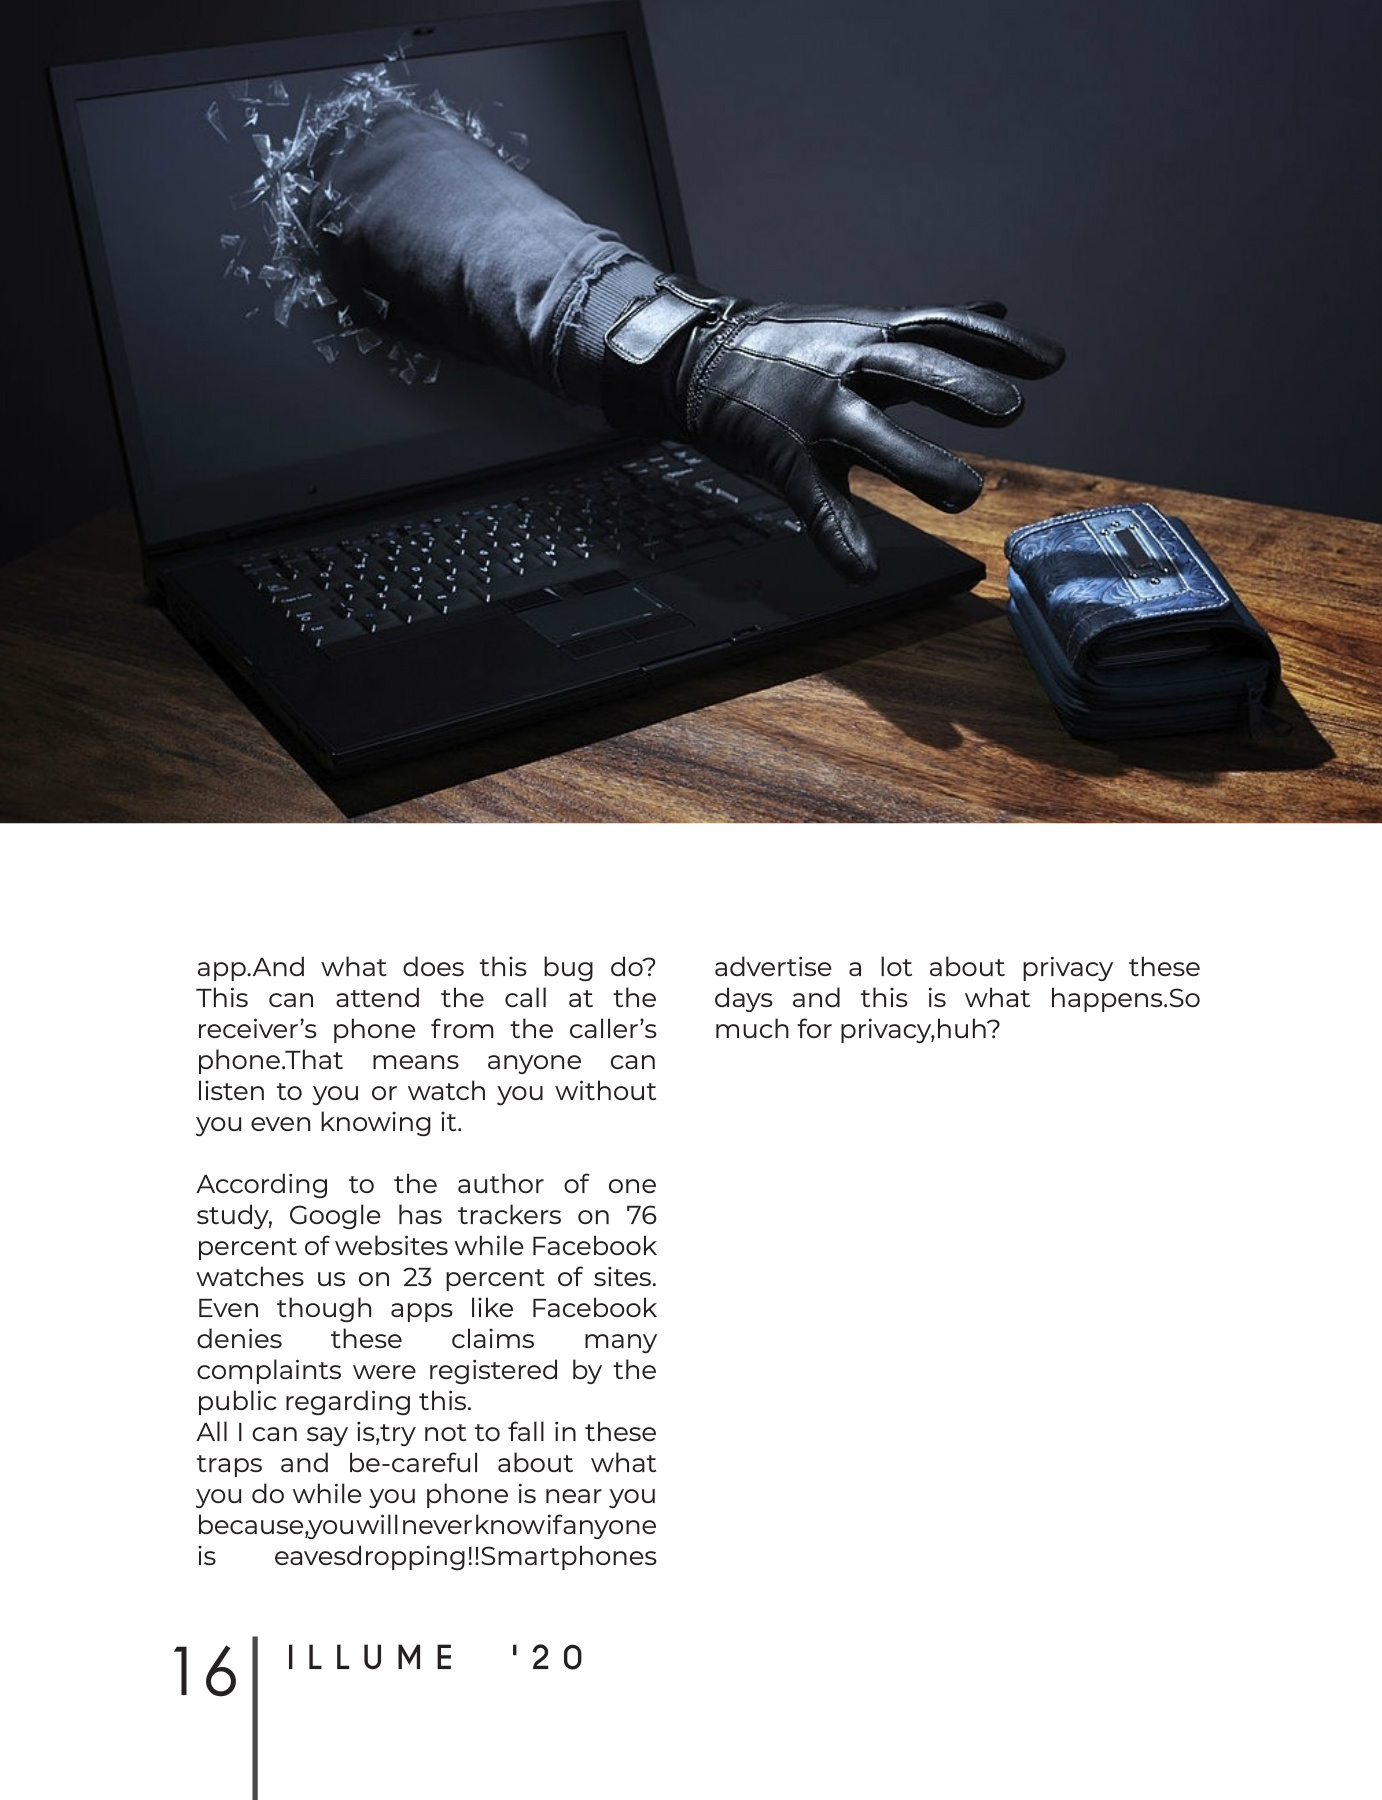 app.And what does this bug do?
This can attend the call at the
receiver’s phone from the caller’s
phone.That means anyone can
listen to you or watch you without
you even knowing it.
According to the author of one
study, Google has trackers on 76
percent of websites while Facebook
watches us on 23 percent of sites.
Even though apps like Facebook
denies these claims many
complaints were registered by the
public regarding this.
All I can say is,try not to fall in these
traps and be-careful about what
you do while you phone is near you
because,youwillneverknowifanyone
is eavesdropping!!Smartphones
advertise a lot about privacy these
days and this is what happens.So
much for privacy,huh?
16
ILLUME '20